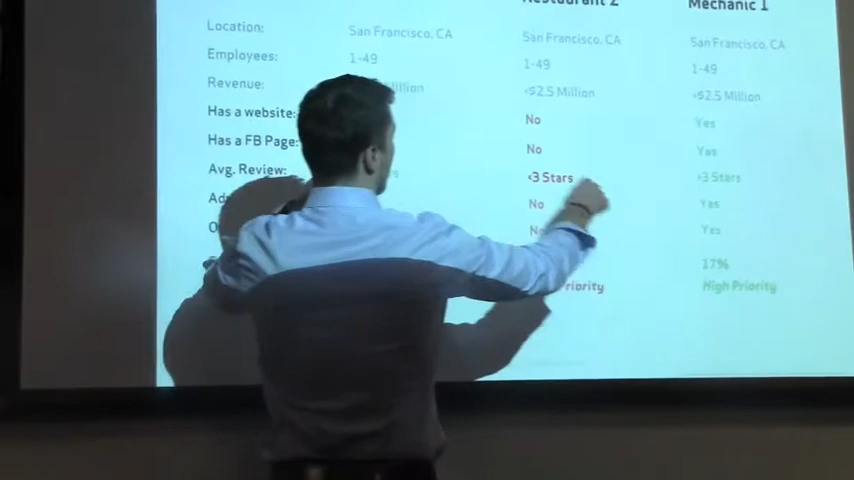 Restaurant 2 Mechanic 1
Location: San Francisco, CA San Francisco, CA San Francisco, CA
Employees: 1-49 1-49 1-49
Revenue: <$2.5 Million <$2.5 Million
Has a website: No Yes
Has a FB Page: No Yes
Avg. Review: <3 Stars <3 Stars
No Yes
No Yes
17%
Priority High Priority